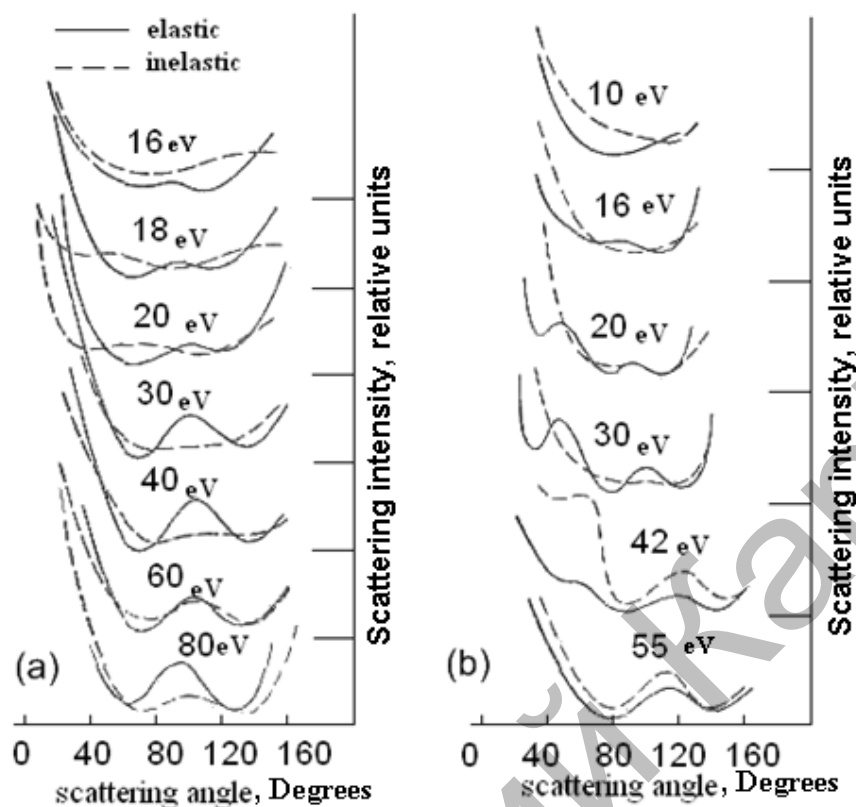 elastic
inelastic
16 eV
18 eV
20 eV
30 eV
40 eV
60 eV
80 eV
(a)
0 40 80 120 160
scattering angle, Degrees
Scattering intensity, relative units
10 eV
16 eV
20 eV
30 eV
42 eV
55 eV
(b)
0 40 80 120 160
scattering angle, Degrees
Scattering intensity, relative units